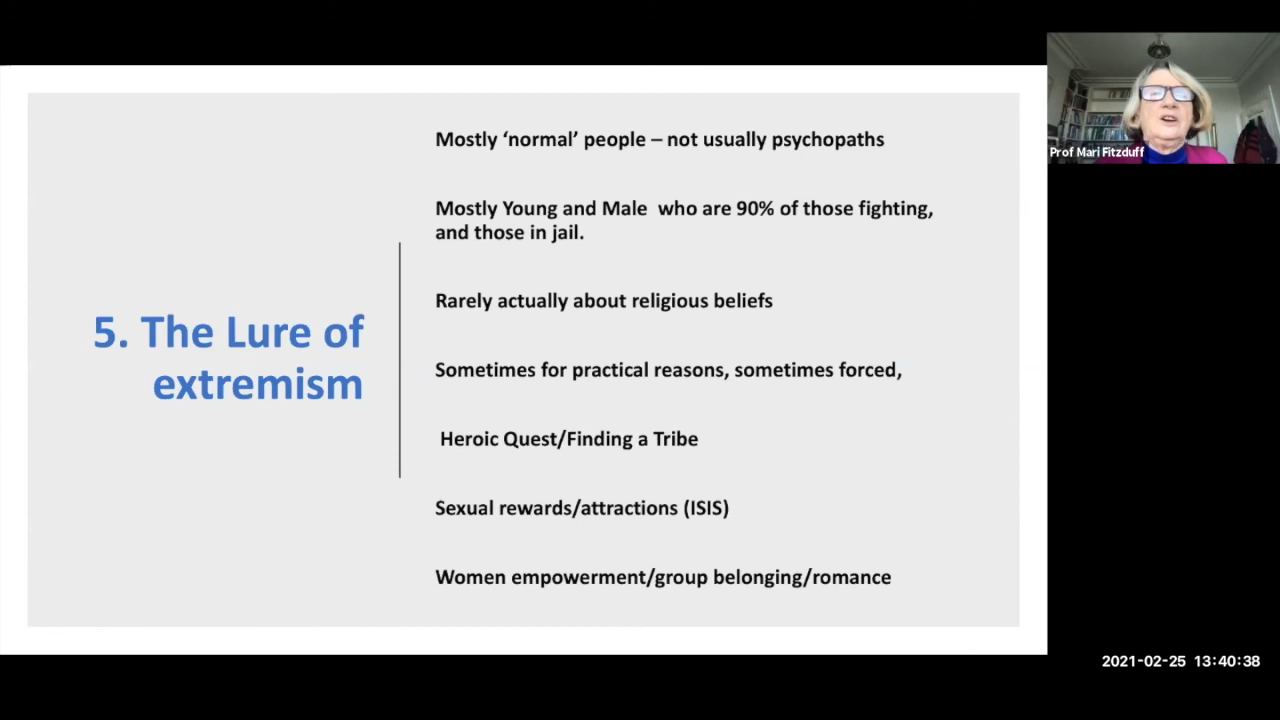 5. The Lure of
extremism
Mostly ‘normal’ people – not usually psychopaths
Mostly Young and Male  who are 90% of those fighting,
and those in jail.
Rarely actually about religious beliefs
Sometimes for practical reasons, sometimes forced,
Heroic Quest/Finding a Tribe
Sexual rewards/attractions (ISIS)
Women empowerment/group belonging/romance
Prof Mari Fitzduff
2021-02-25 13:40:38